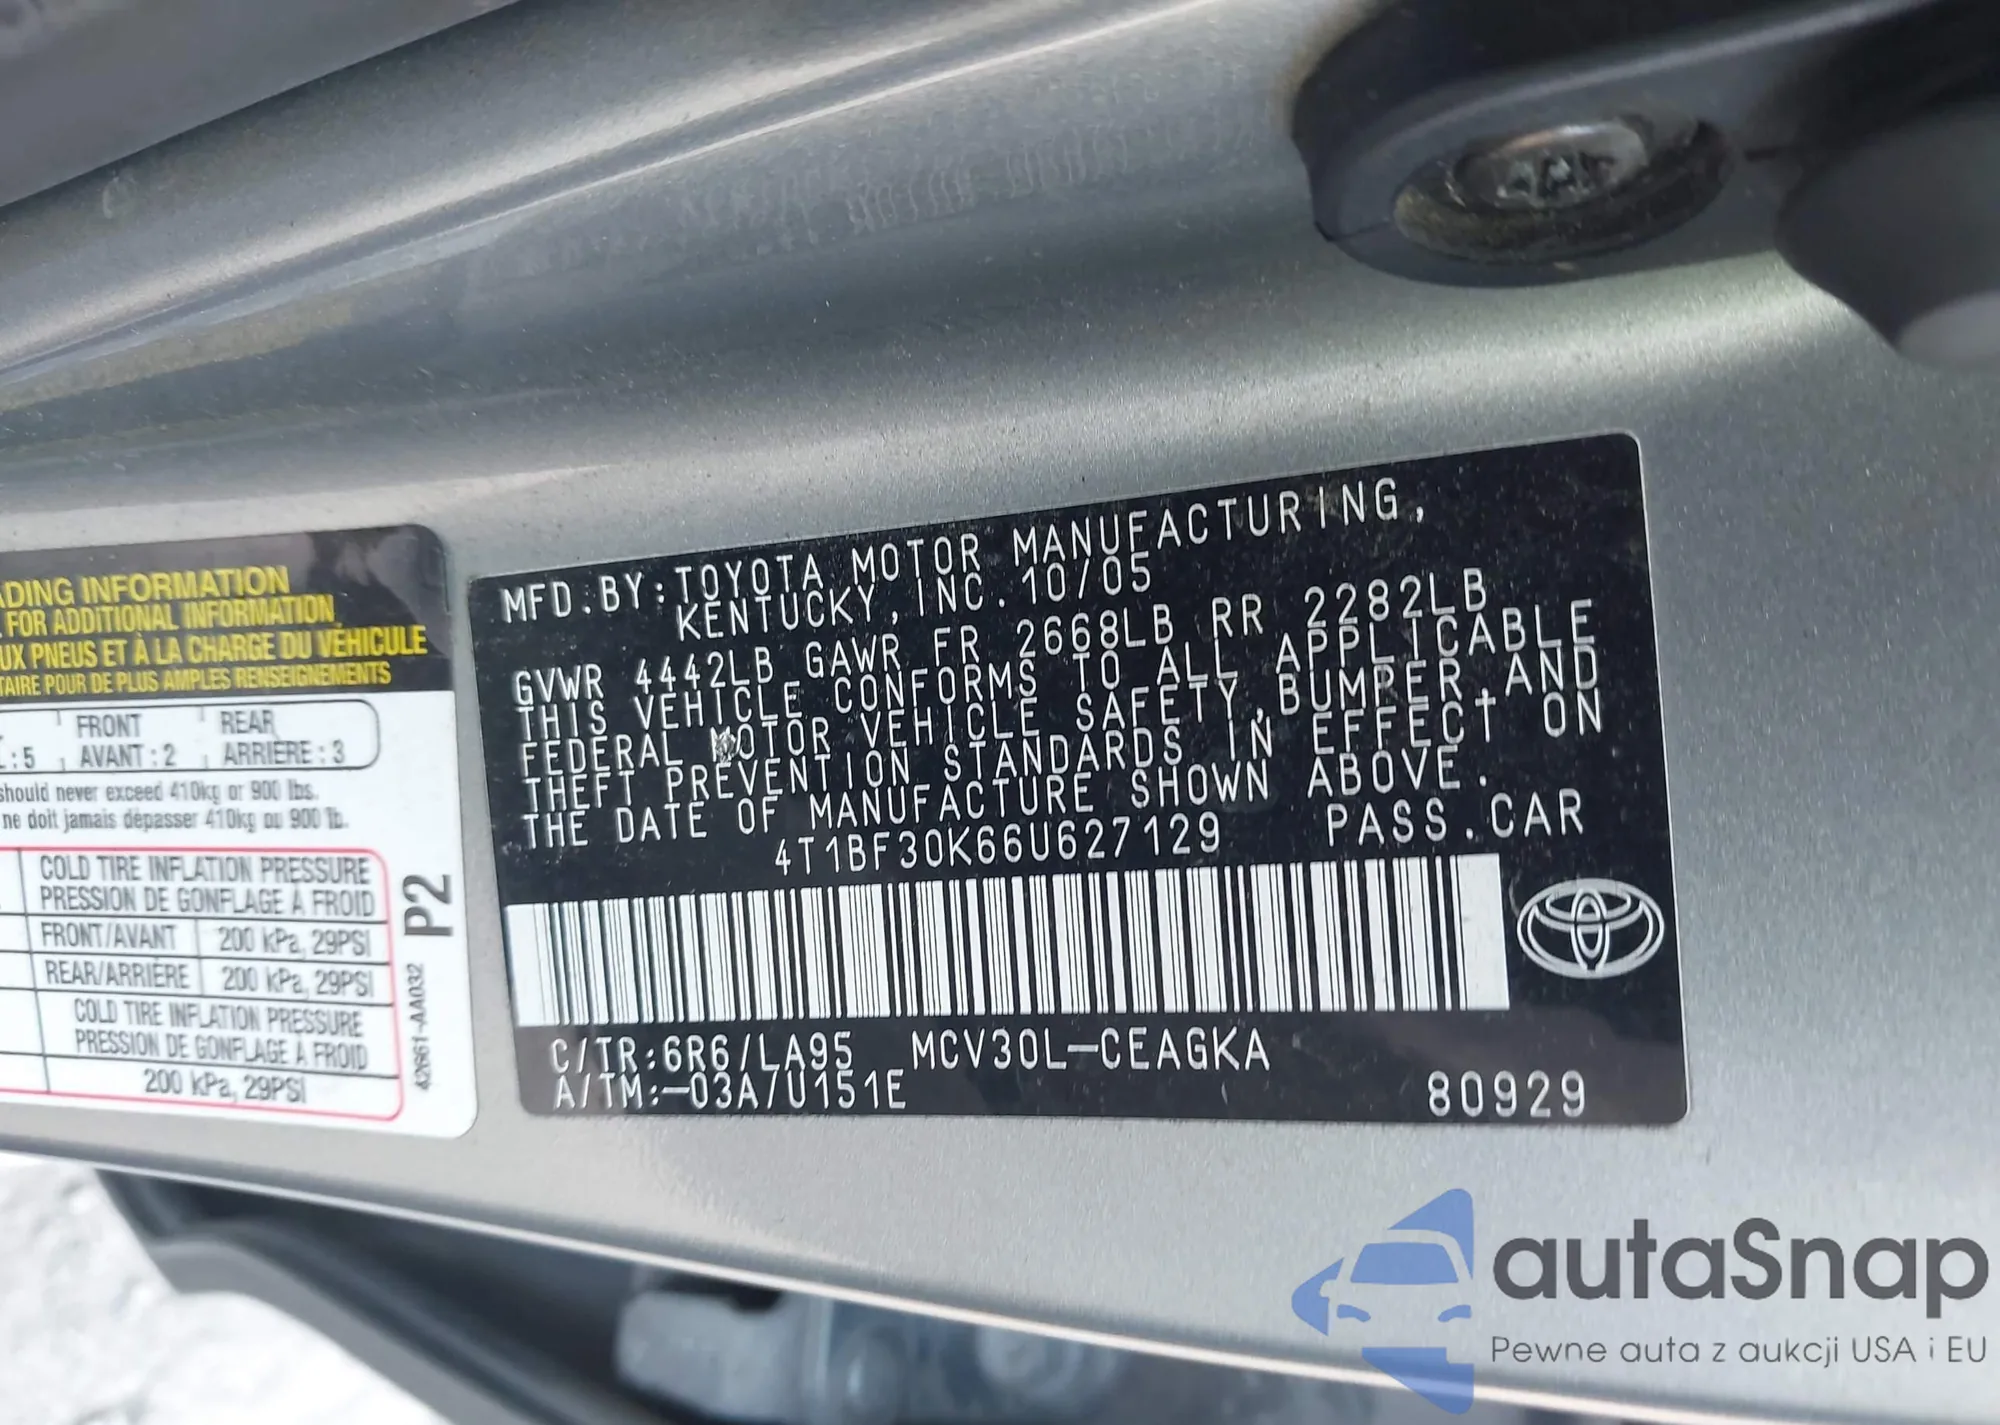 ADING INFORMATION
FOR ADDITIONAL INFORMATION
UX PNEUS ET À LA CHARGE DU VÉHICULE
TAIRE POUR DE PLUS AMPLES RENSEIGNEMENTS
FRONT REAR
:5 AVANT : 2 ARRIÈRE : 3
should never exceed 410kg or 900 lbs.
ne doit jamais dépasser 410kg ou 900 lb.
COLD TIRE INFLATION PRESSURE
PRESSION DE GONFLAGE À FROID
FRONT/AVANT 200 kPa, 29PSI
REAR/ARRIÈRE 200 kPa, 29PSI
COLD TIRE INFLATION PRESSURE
PRESSION DE GONFLAGE À FROID
200 kPa, 29PSI
P2
42661-AA032
MFD.BY:TOYOTA MOTOR MANUFACTURING,
KENTUCKY, INC. 10/05
GVWR 4442LB GAWR FR 2668LB RR 2282LB
THIS VEHICLE CONFORMS TO ALL APPLICABLE
FEDERAL MOTOR VEHICLE SAFETY,BUMPER,AND
THEFT PREVENTION STANDARDS IN EFFECT ON
THE DATE OF MANUFACTURE SHOWN ABOVE.
4T1BF30K66U627129 PASS.CAR
C/TR:6R6/LA95 MCV30L-CEAGKA
A/TM:-03A/U151E 80929
autaSnap
Pewne auta z aukcji USA i EU